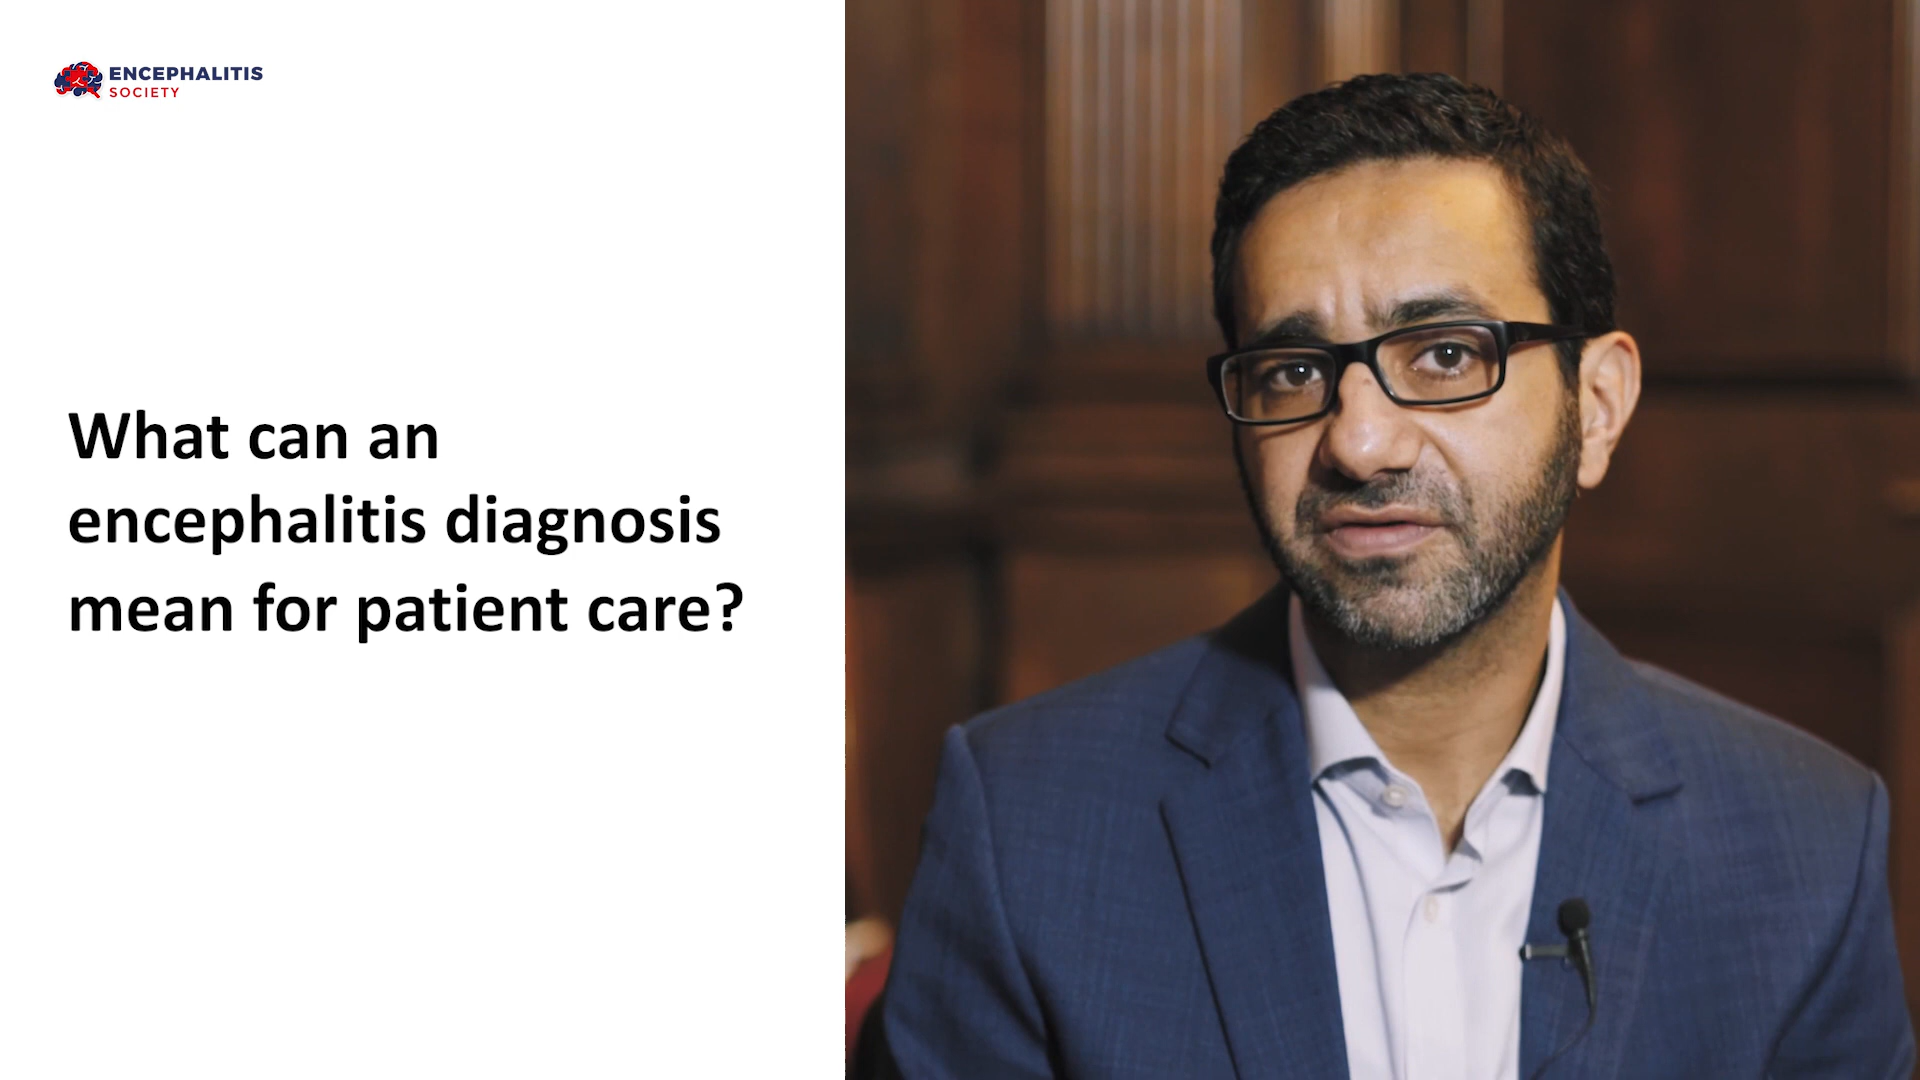 ENCEPHALITIS
SOCIETY
What can an
encephalitis diagnosis
mean for patient care?